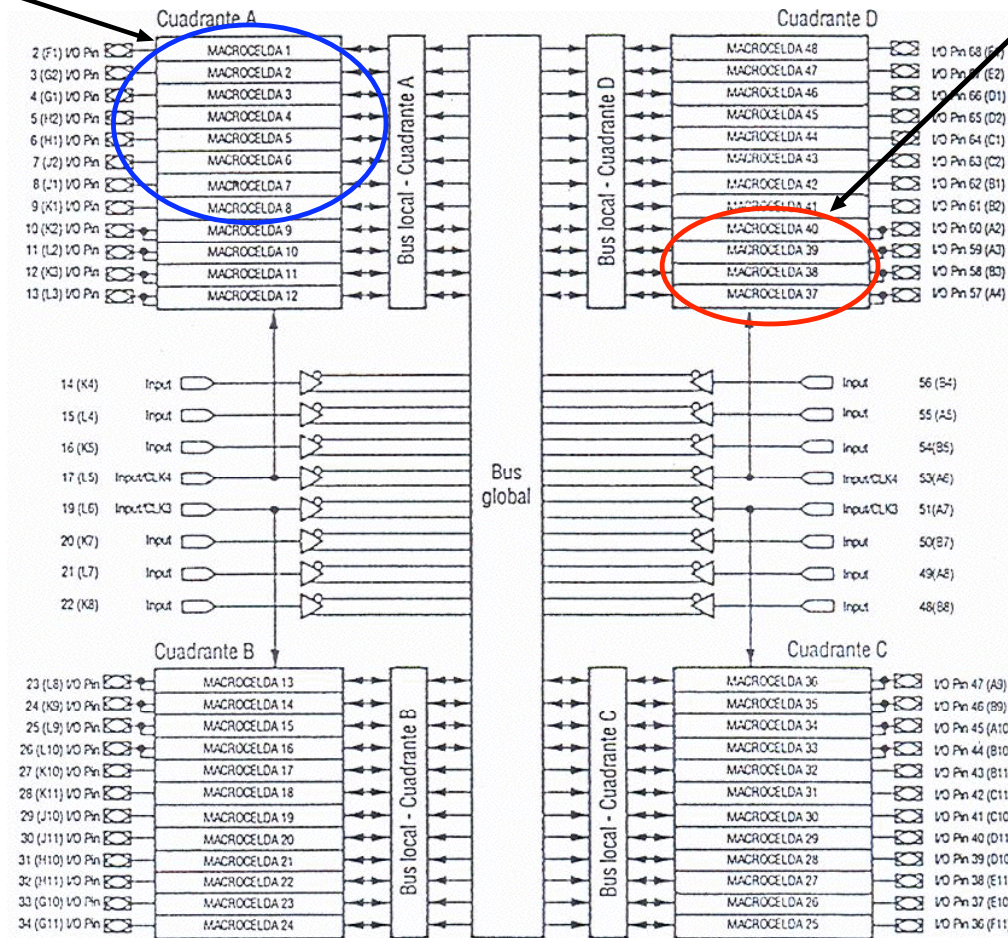 Cuadrante A
2 (F1) I/O Pin MACROCELDA 1
3 (G2) I/O Pin MACROCELDA 2
4 (G1) I/O Pin MACROCELDA 3
5 (H2) I/O Pin MACROCELDA 4
6 (H1) I/O Pin MACROCELDA 5
7 (J2) I/O Pin MACROCELDA 6
8 (J1) I/O Pin MACROCELDA 7
9 (K1) I/O Pin MACROCELDA 8
10 (K2) I/O Pin MACROCELDA 9
11 (L2) I/O Pin MACROCELDA 10
12 (K3) I/O Pin MACROCELDA 11
13 (L3) I/O Pin MACROCELDA 12
Bus local - Cuadrante A
Cuadrante D
MACROCELDA 48 I/O Pin 68
MACROCELDA 47 (E2)
MACROCELDA 46 I/O Pin 66 (D1)
MACROCELDA 45 I/O Pin 65 (D2)
MACROCELDA 44 I/O Pin 64 (C1)
MACROCELDA 43 I/O Pin 63 (C2)
MACROCELDA 42 I/O Pin 62 (B1)
MACROCELDA 41 I/O Pin 61 (B2)
MACROCELDA 40 I/O Pin 60 (A2)
MACROCELDA 39 I/O Pin 59 (A3)
MACROCELDA 38 I/O Pin 58 (B3)
MACROCELDA 37 I/O Pin 57 (A4)
Bus local - Cuadrante D
14 (K4) Input
15 (L4) Input
16 (K5) Input
17 (L5) Input/CLK4
19 (L6) Input/CLK3
20 (K7) Input
21 (L7) Input
22 (K8) Input
Bus
global
Input 56
Input 55 (A5)
Input 54(B5)
Input/CLK4 53(A6)
Input/CLK3 51(A7)
Input 50(B7)
Input 49(A8)
Input 48(B8)
Cuadrante B
23 (L8) I/O Pin MACROCELDA 13
24 (K9) I/O Pin MACROCELDA 14
25 (L9) I/O Pin MACROCELDA 15
26 (L10) I/O Pin MACROCELDA 16
27 (K10) I/O Pin MACROCELDA 17
28 (K11) I/O Pin MACROCELDA 18
29 (J10) I/O Pin MACROCELDA 19
30 (J11) I/O Pin MACROCELDA 20
31 (H10) I/O Pin MACROCELDA 21
32 (H11) I/O Pin MACROCELDA 22
33 (G10) I/O Pin MACROCELDA 23
34 (G11) I/O Pin MACROCELDA 24
Bus local - Cuadrante B
Cuadrante C
MACROCELDA 36 I/O Pin 47 (A9)
MACROCELDA 35 I/O Pin 46 (B9)
MACROCELDA 34 I/O Pin 45 (A10
MACROCELDA 33 I/O Pin 44 (B10
MACROCELDA 32 I/O Pin 43 (B11
MACROCELDA 31 I/O Pin 42 (C11
MACROCELDA 30 I/O Pin 41 (C10
MACROCELDA 29 I/O Pin 40 (D11
MACROCELDA 28 I/O Pin 39 (D10
MACROCELDA 27 I/O Pin 38 (E11
MACROCELDA 26 I/O Pin 37 (E10
MACROCELDA 25 I/O Pin 36 (F11
Bus local - Cuadrante C